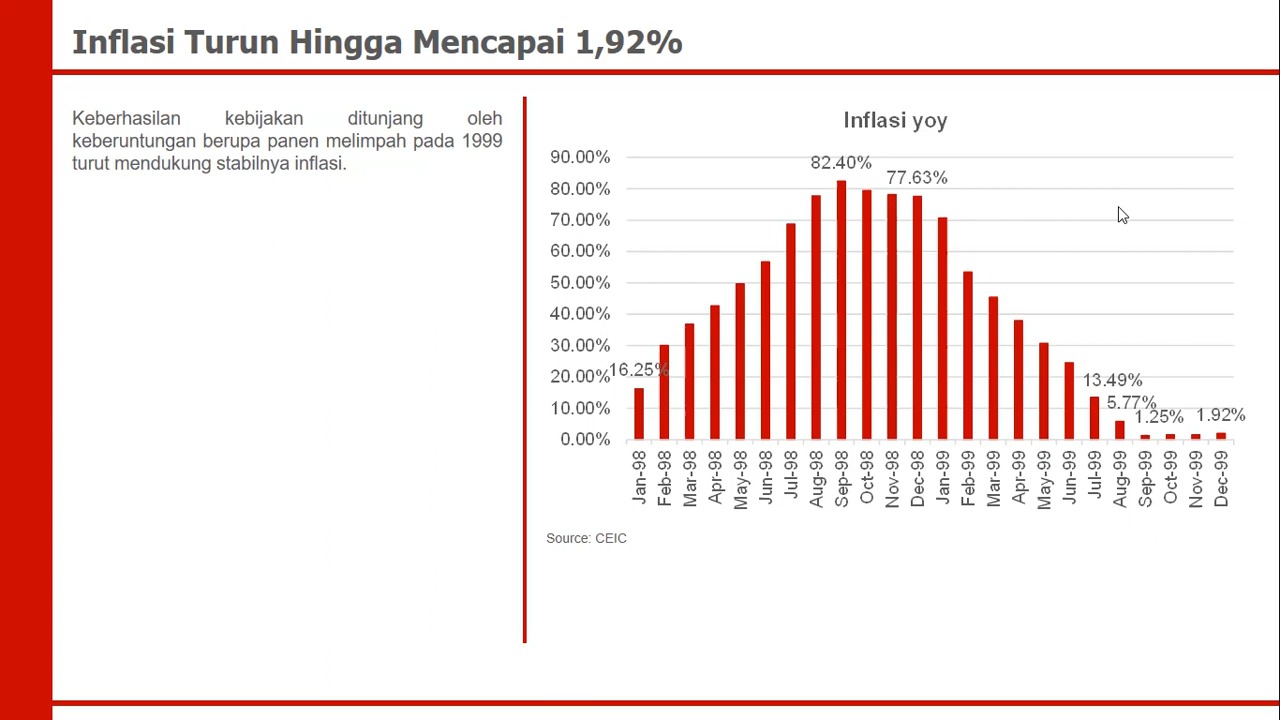 Inflasi Turun Hingga Mencapai 1,92%
Keberhasilan kebijakan ditunjang oleh
keberuntungan berupa panen melimpah pada 1999
turut mendukung stabilnya inflasi.
Inflasi yoy
90.00%
80.00%
70.00%
60.00%
50.00%
40.00%
30.00%
20.00%
10.00%
0.00%
16.25%
82.40%
77.63%
13.49%
5.77%
1.25%
1.92%
Jan-98
Feb-98
Mar-98
Apr-98
May-98
Jun-98
Jul-98
Aug-98
Sep-98
Oct-98
Nov-98
Dec-98
Jan-99
Feb-99
Mar-99
Apr-99
May-99
Jun-99
Jul-99
Aug-99
Sep-99
Oct-99
Nov-99
Dec-99
Source: CEIC